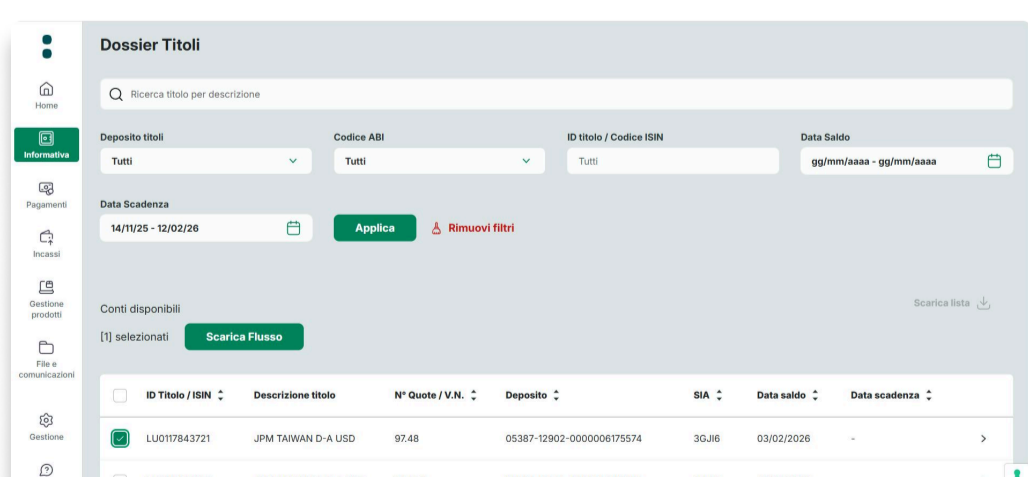 Dossier Titoli
Home
Ricerca titolo per descrizione
Informativa
Deposito titoli
Codice ABI
ID titolo / Codice ISIN
Data Saldo
Tutti
Tutti
Tutti
gg/mm/aaaa - gg/mm/aaaa
Pagamenti
Data Scadenza
14/11/25 - 12/02/26
Applica
Rimuovi filtri
Incassi
Gestione
prodotti
Conti disponibili
Scarica lista
[1] selezionati
Scarica Flusso
File e
comunicazioni
ID Titolo / ISIN
Descrizione titolo
N° Quote / V.N.
Deposito
SIA
Data saldo
Data scadenza
Gestione
LU0117843721
JPM TAIWAN D-A USD
97.48
05387-12902-0000006175574
3GJI6
03/02/2026
-